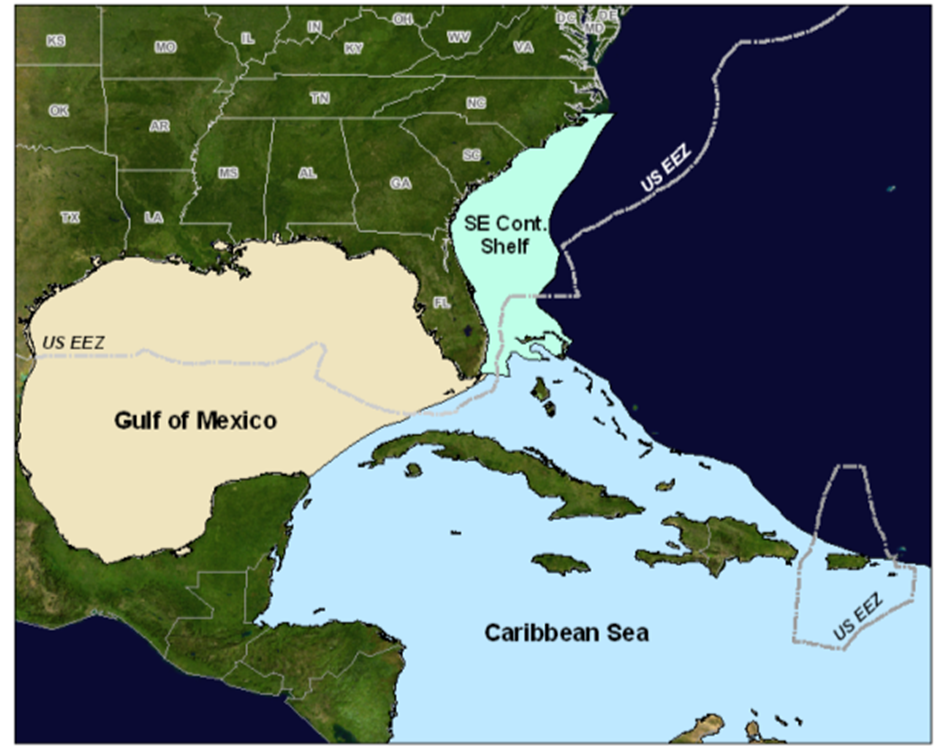 KS
MO
IL
IN
OH
WV
KY
VA
DC
MD
DE
OK
AR
TN
NC
SC
MS
AL
GA
TX
LA
FL
US EEZ
SE Cont.
Shelf
US EEZ
Gulf of Mexico
Caribbean Sea
US EEZ